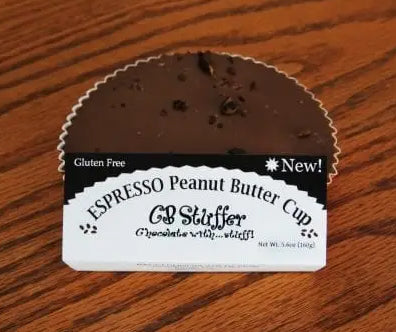 Gluten Free
New!
ESPRESSO Peanut Butter Cup
CB Stuffer
Chocolate with...stuff!
Net Wt. 5.6oz (160g)